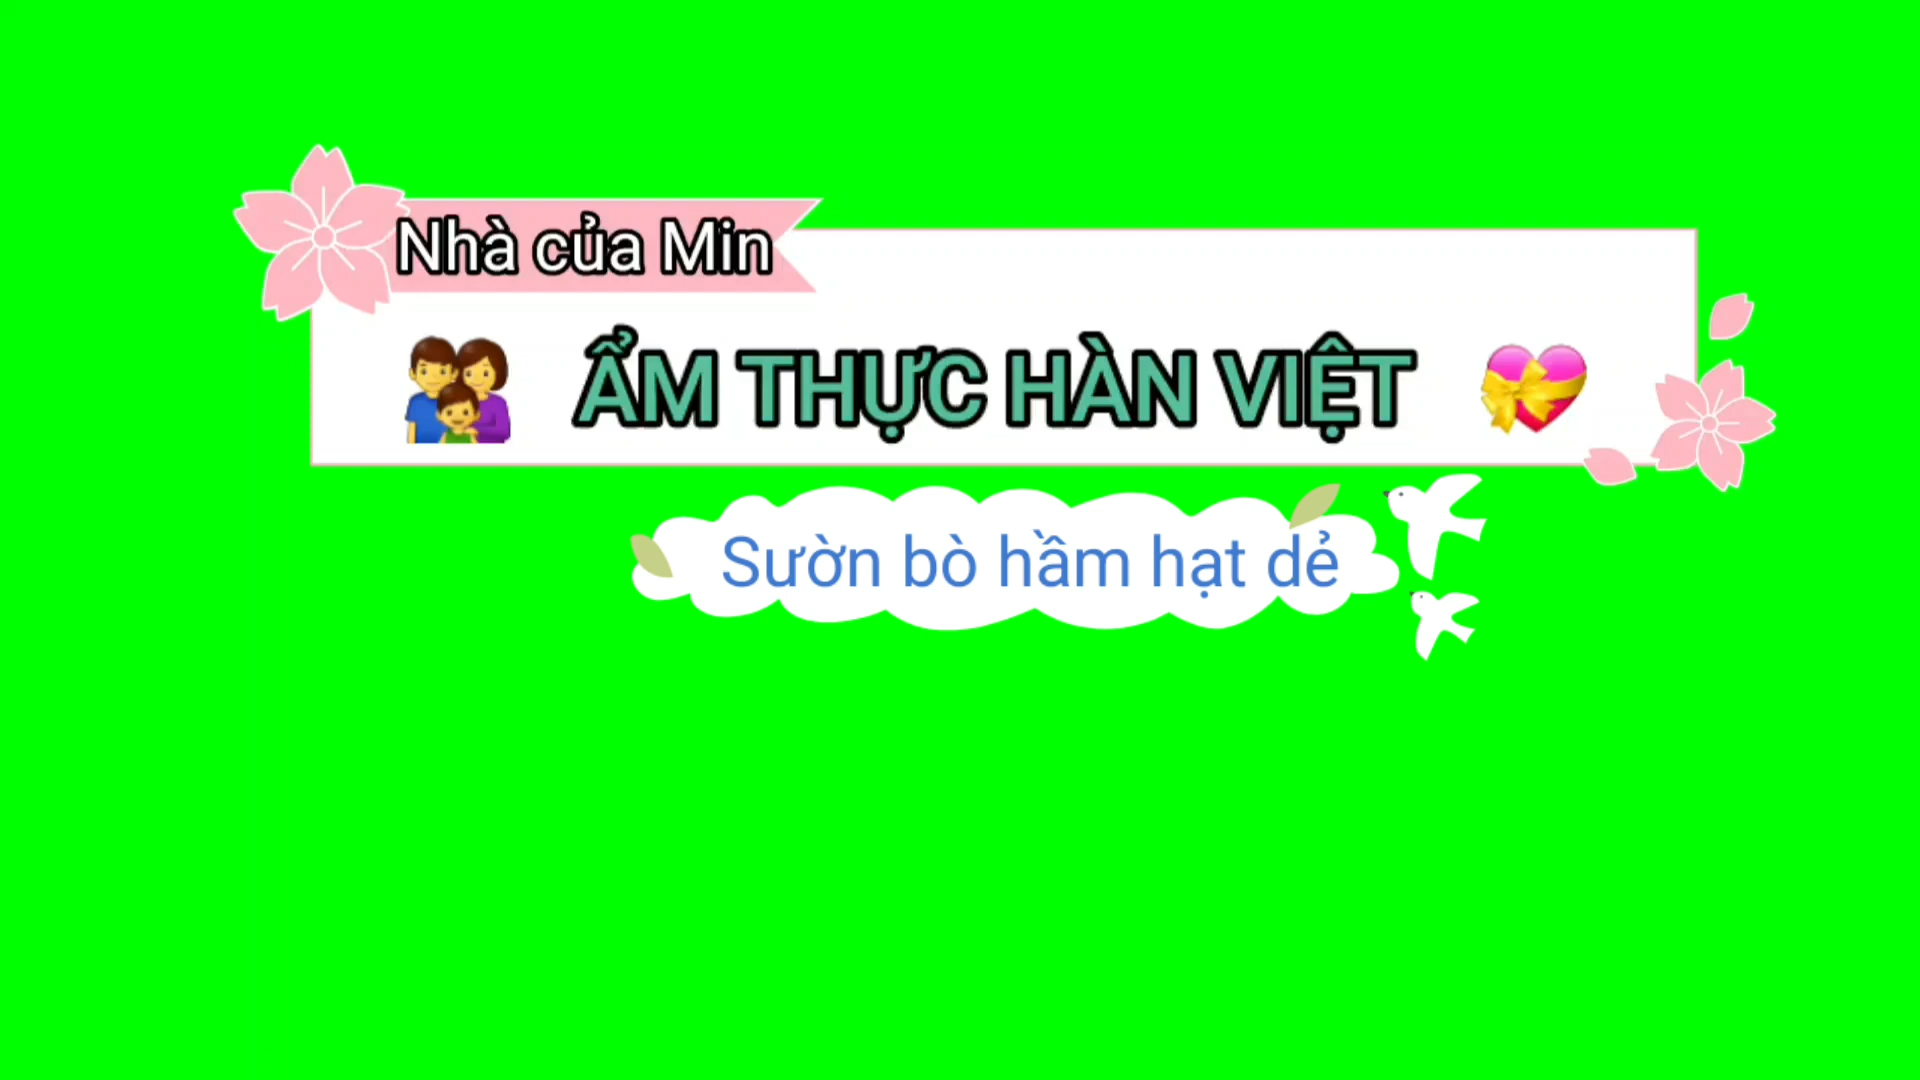 Nhà của Min
ẨM THỰC HÀN VIỆT
Sườn bò hầm hạt dẻ